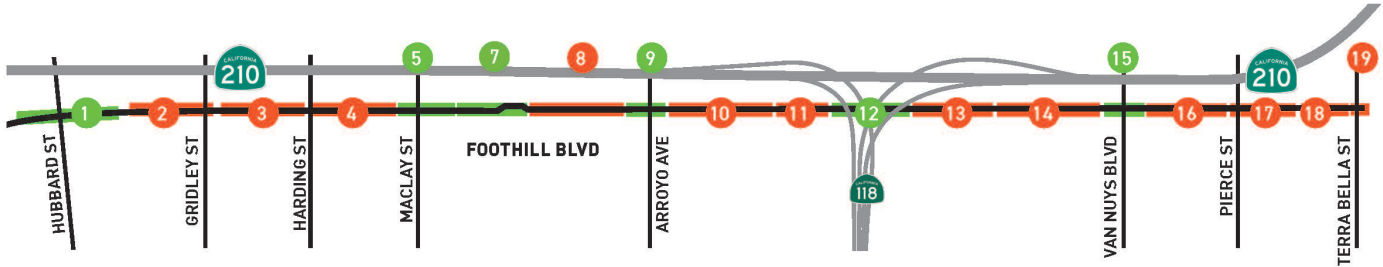 CALIFORNIA
210
5
7
8
9
15
CALIFORNIA
210
19
1
2
3
4
10
11
12
13
14
16
17
18
FOOTHILL BLVD
HUBBARD ST
GRIDLEY ST
HARDING ST
MACLAY ST
ARROYO AVE
CALIFORNIA
118
VAN NUYS BLVD
PIERCE ST
TERRA BELLA ST